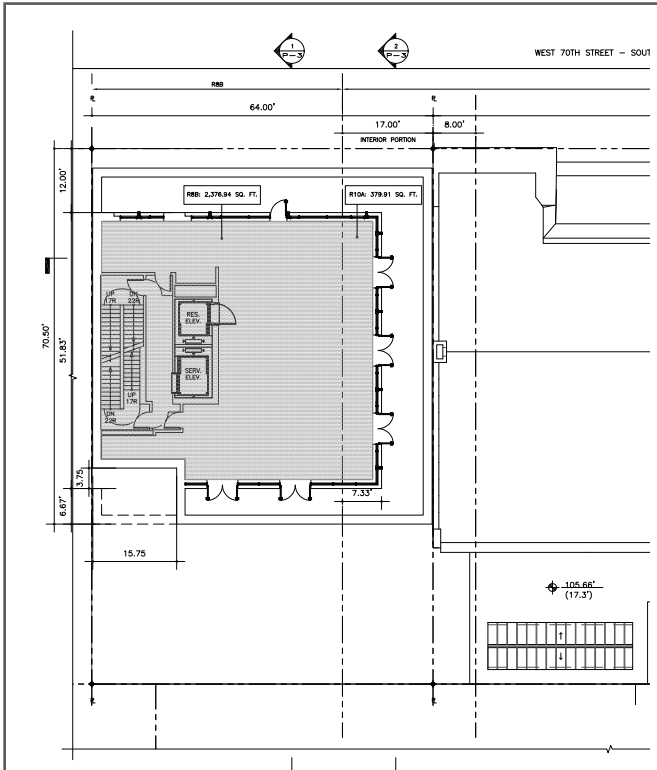 1
P-3
2
P-3
WEST 70TH STREET – SOUT
R8B
64.00'
17.00'
8.00'
INTERIOR PORTION
12.00'
R8B: 2,376.94 SQ. FT.
R10A: 379.91 SQ. FT.
UP
17R
DN
22R
RES.
ELEV.
70.50'
51.83'
SERV.
ELEV.
UP
17R
DN
22R
3.75
6.67'
7.33'
15.75
105.66'
(17.3')